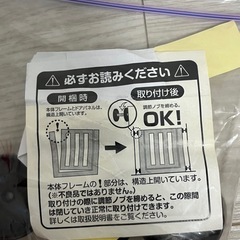 必ずお読みください
開梱時
本体フレームとドアパネルは、
構造上開いています。
取り付け後
調節ノブを締めると、
OK!
本体フレームの!部分は、構造上開いています。
(※不良品ではありません。)
取り付けの際に調節ノブを締めると、この隙間
は閉じていき正常に取り付けできます。
詳しくは取扱説明書をご覧ください。